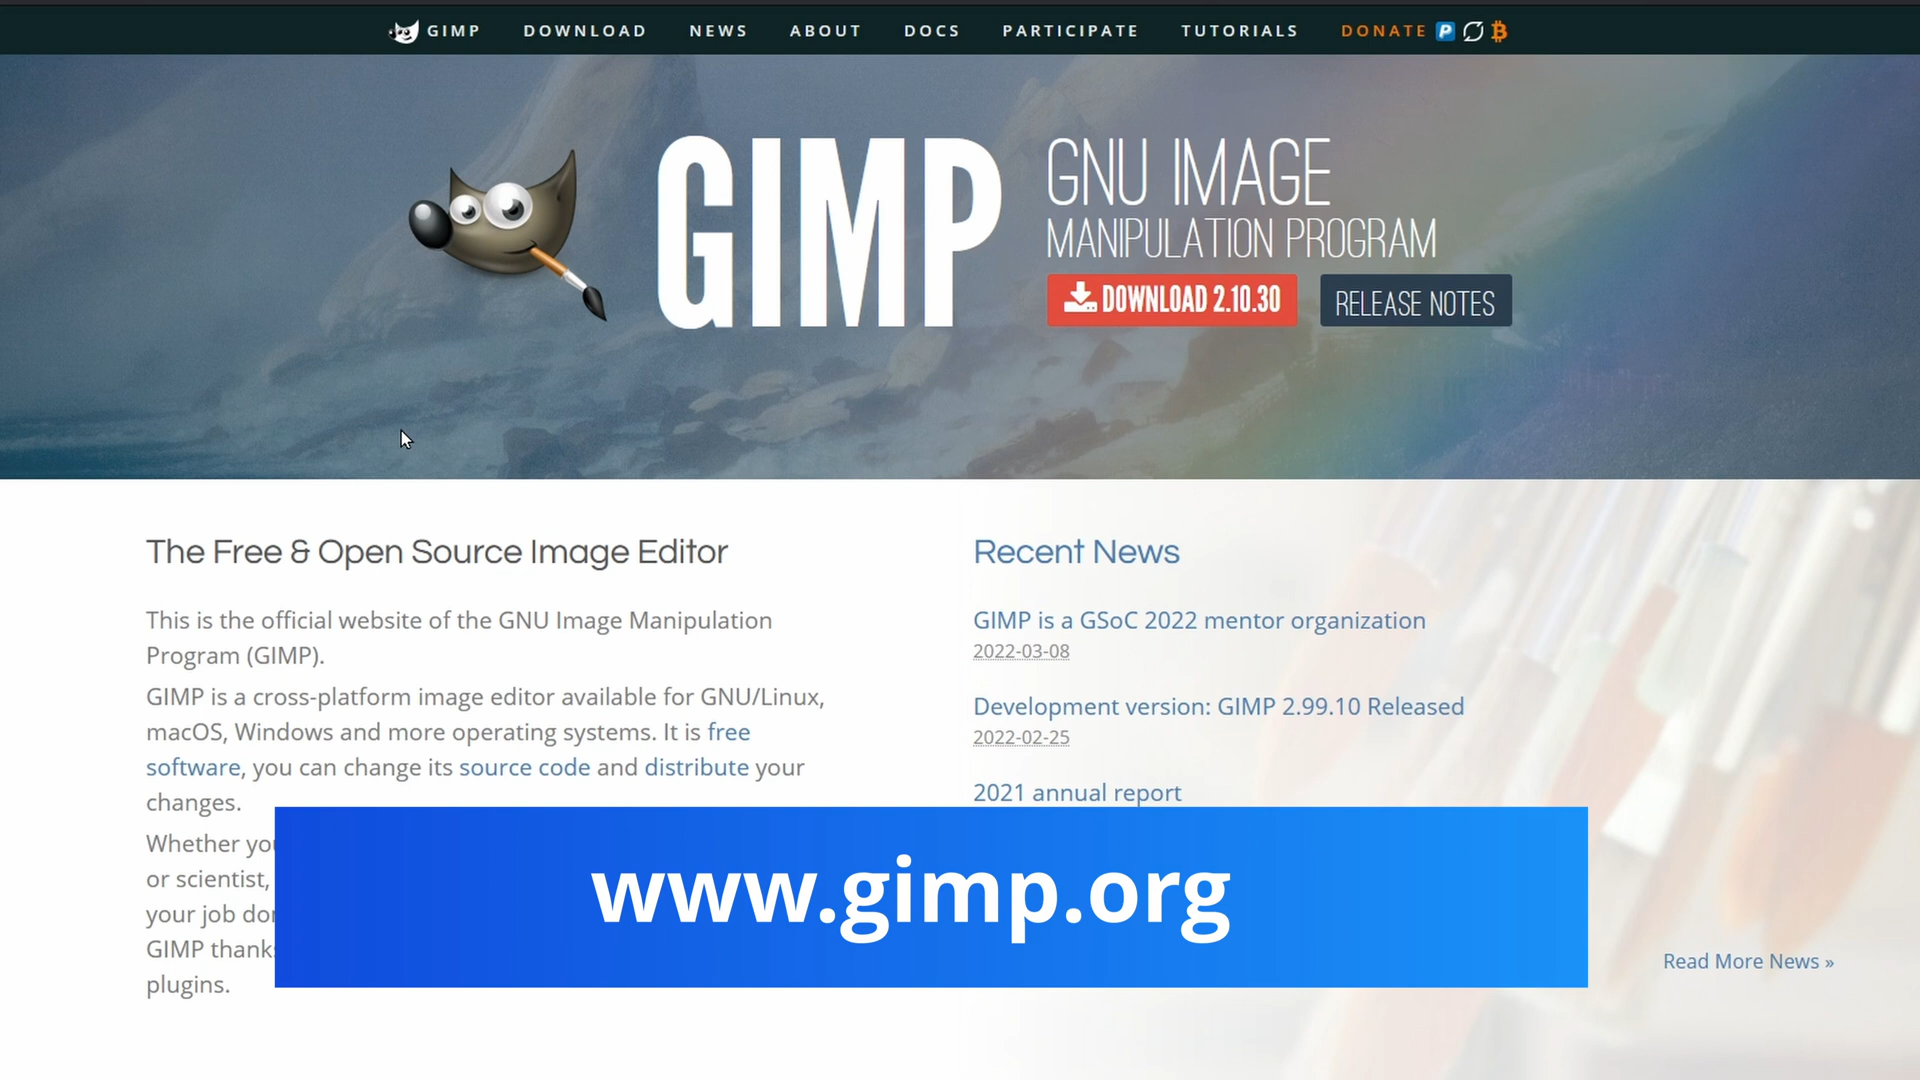 GIMP DOWNLOAD NEWS ABOUT DOCS PARTICIPATE TUTORIALS DONATE
GIMP
GNU IMAGE
MANIPULATION PROGRAM
DOWNLOAD 2.10.30
RELEASE NOTES
The Free & Open Source Image Editor
This is the official website of the GNU Image Manipulation
Program (GIMP).
GIMP is a cross-platform image editor available for GNU/Linux,
macOS, Windows and more operating systems. It is free
software, you can change its source code and distribute your
changes.
Whether
or scientist,
your job
GIMP
plugins.
Recent News
GIMP is a GSoC 2022 mentor organization
2022-03-08
Development version: GIMP 2.99.10 Released
2022-02-25
2021 annual report
www.gimp.org
Read More News »